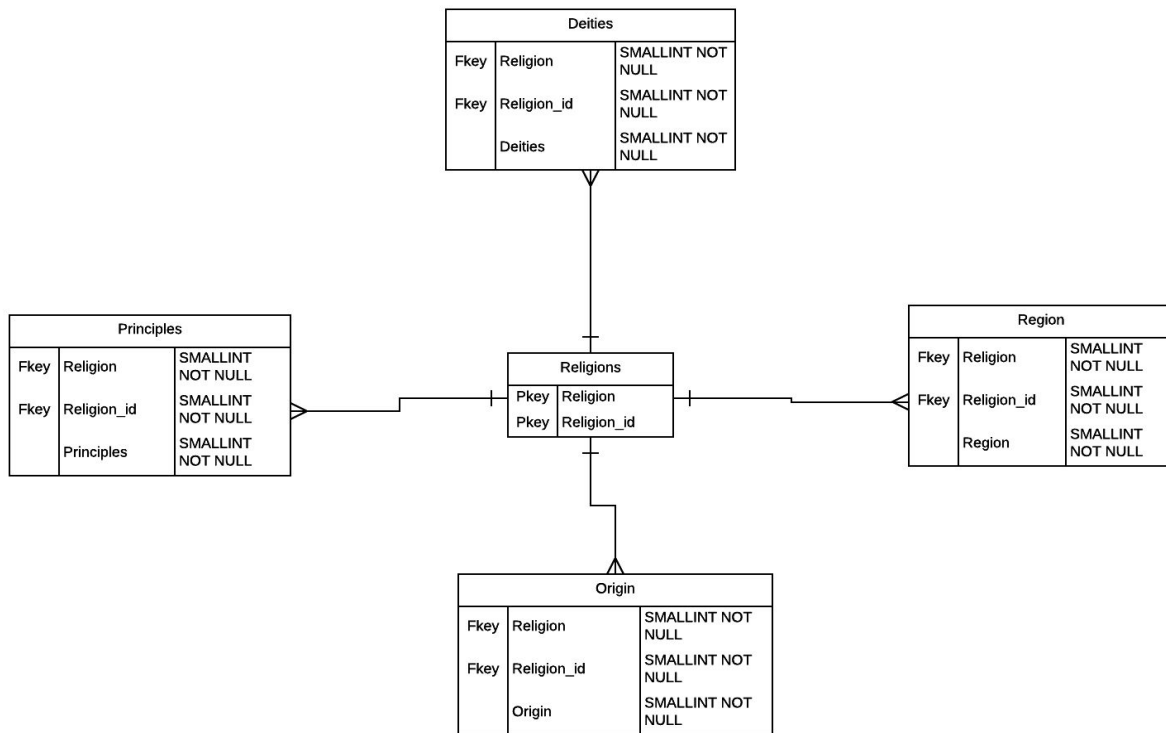 Deities
Fkey Religion SMALLINT NOT
NULL
Fkey Religion_id SMALLINT NOT
NULL
Deities SMALLINT NOT
NULL
Principles
Fkey Religion SMALLINT
NOT NULL
Fkey Religion_id SMALLINT
NOT NULL
Principles SMALLINT
NOT NULL
Religions
Pkey Religion
Pkey Religion_id
Region
Fkey Religion SMALLINT
NOT NULL
Fkey Religion_id SMALLINT
NOT NULL
Region SMALLINT
NOT NULL
Origin
Fkey Religion SMALLINT NOT
NULL
Fkey Religion_id SMALLINT NOT
NULL
Origin SMALLINT NOT
NULL